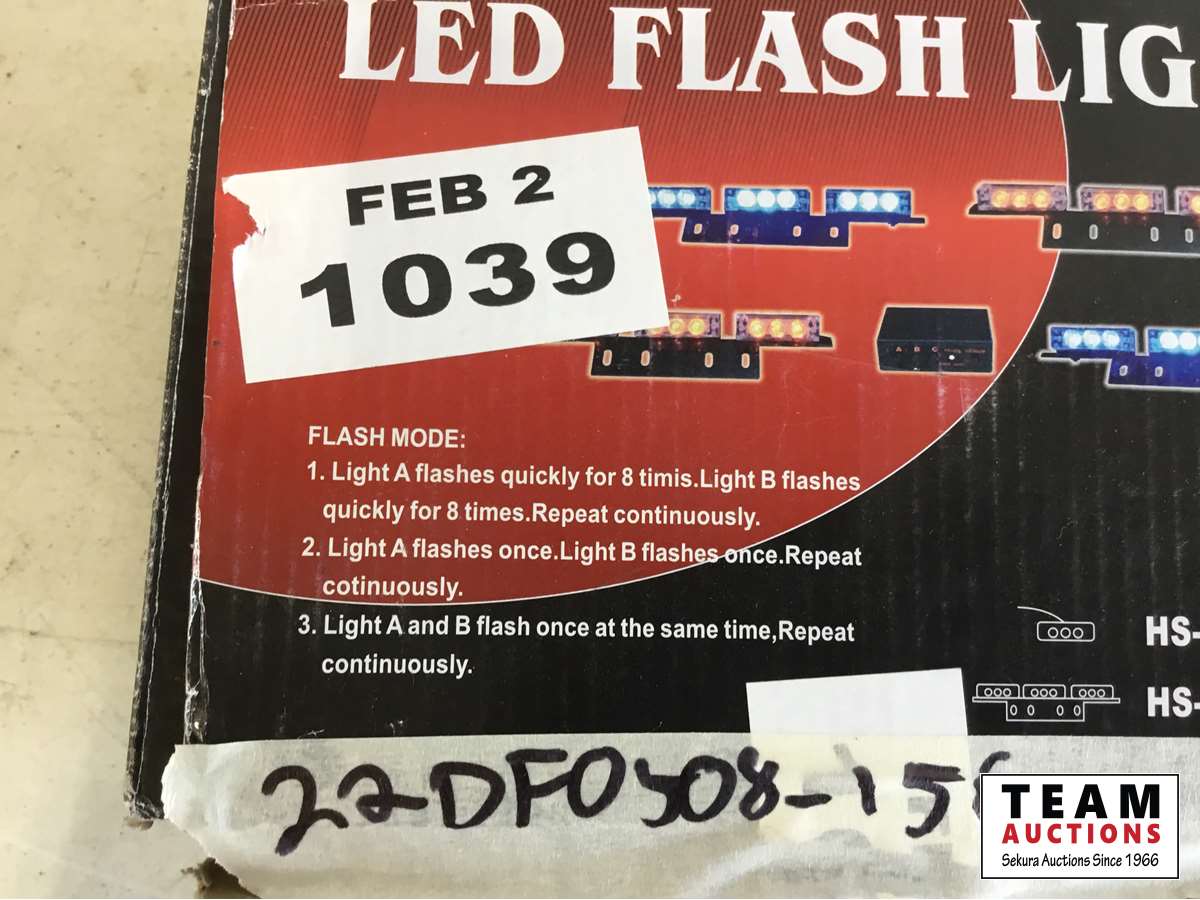 LED FLASH LIG
FEB 2
1039
A B C
FLASH MODE:
1. Light A flashes quickly for 8 timis.Light B flashes
quickly for 8 times.Repeat continuously.
2. Light A flashes once.Light B flashes once.Repeat
cotinuously.
3. Light A and B flash once at the same time,Repeat
continuously.
HS-
HS-
22-DF0508-15
TEAM
AUCTIONS
Sekura Auctions Since 1966